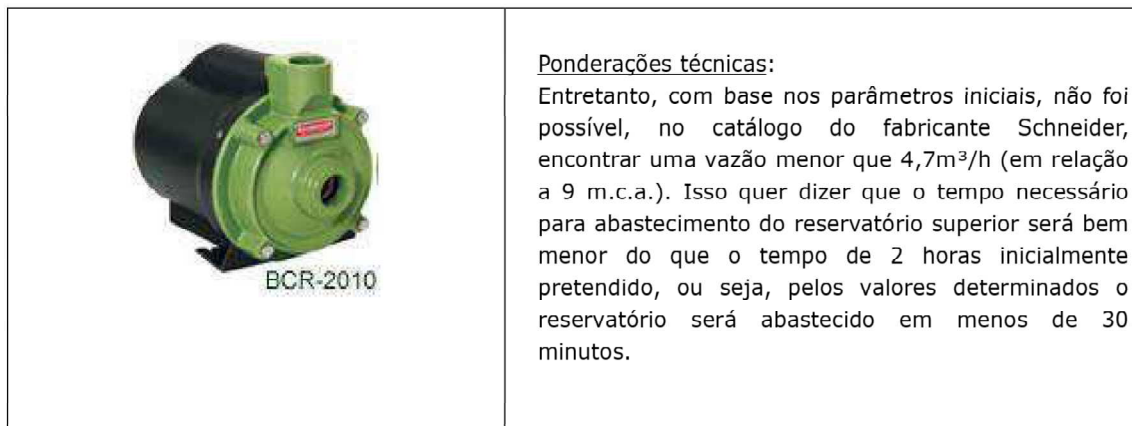 BCR-2010
Ponderações técnicas:
Entretanto, com base nos parâmetros iniciais, não foi
possível, no catálogo do fabricante Schneider,
encontrar uma vazão menor que 4,7m³/h (em relação
a 9 m.c.a.). Isso quer dizer que o tempo necessário
para abastecimento do reservatório superior será bem
menor do que o tempo de 2 horas inicialmente
pretendido, ou seja, pelos valores determinados o
reservatório será abastecido em menos de 30
minutos.